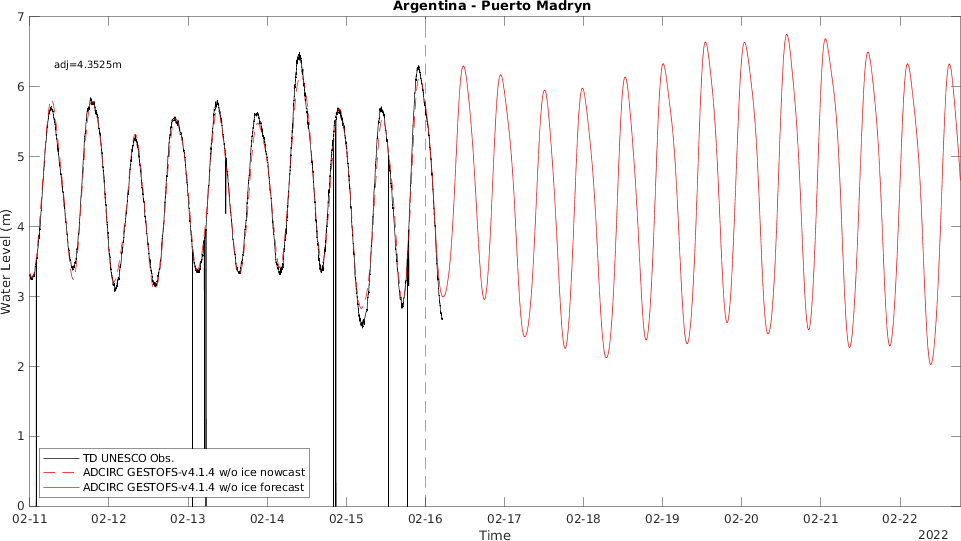 Argentina - Puerto Madryn
adj=4.3525m
Water Level (m)
7
6
5
4
3
2
1
0
TD UNESCO Obs.
ADCIRC GESTOFS-v4.1.4 w/o ice nowcast
ADCIRC GESTOFS-v4.1.4 w/o ice forecast
02-11 02-12 02-13 02-14 02-15 02-16 02-17 02-18 02-19 02-20 02-21 02-22
Time
2022